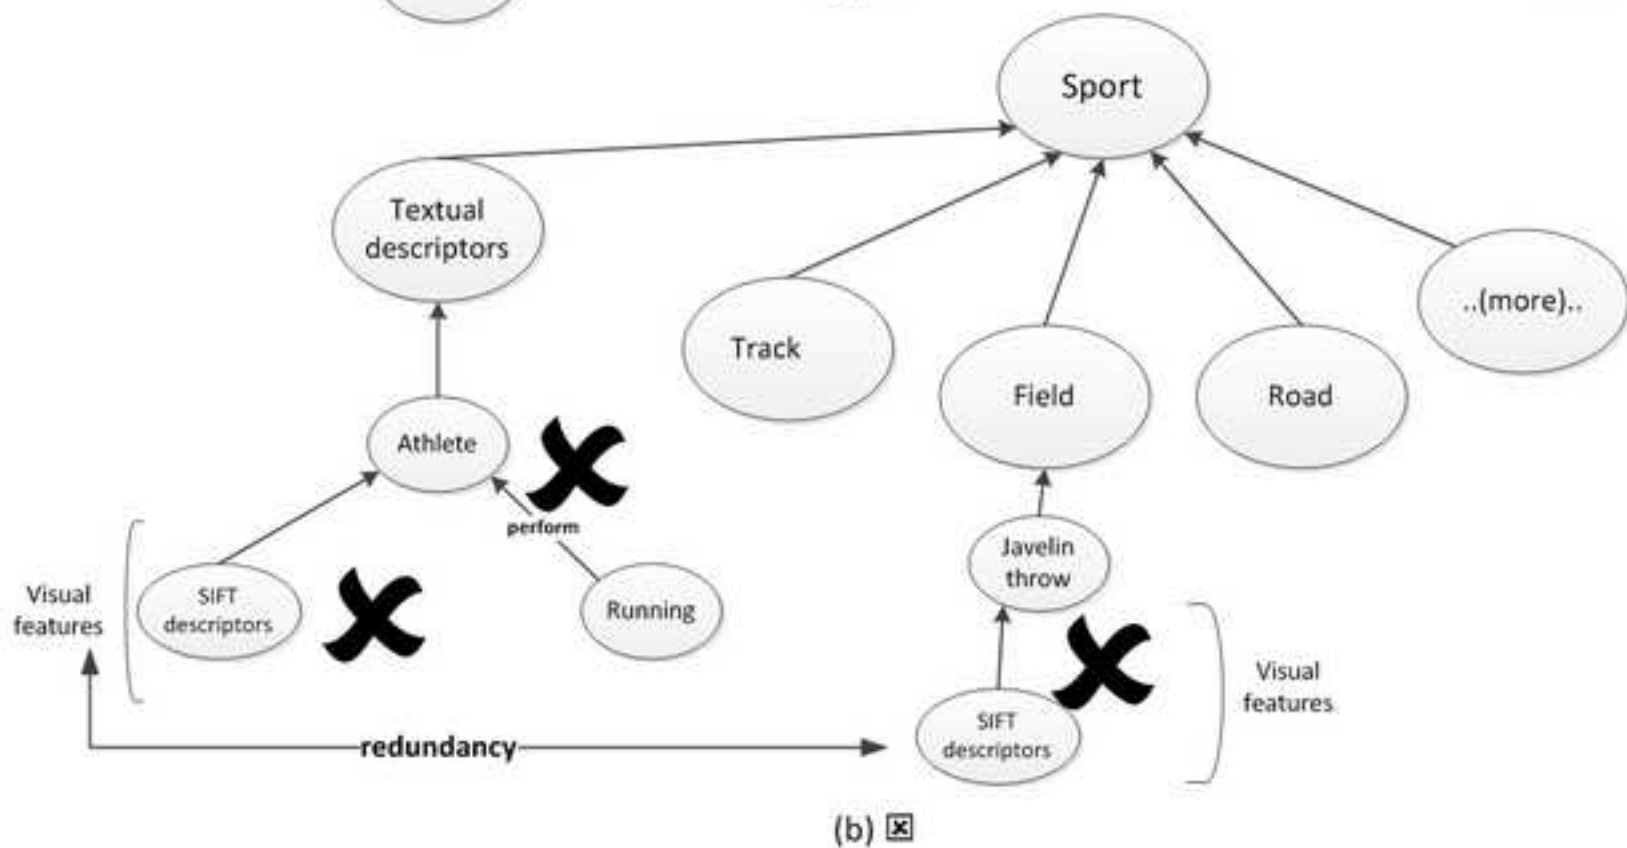 Sport
Textual
descriptors
Track
Field
Road
..(more)..
Athlete
perform
Running
Javelin
throw
Visual
features
SIFT
descriptors
SIFT
descriptors
Visual
features
redundancy
(b)